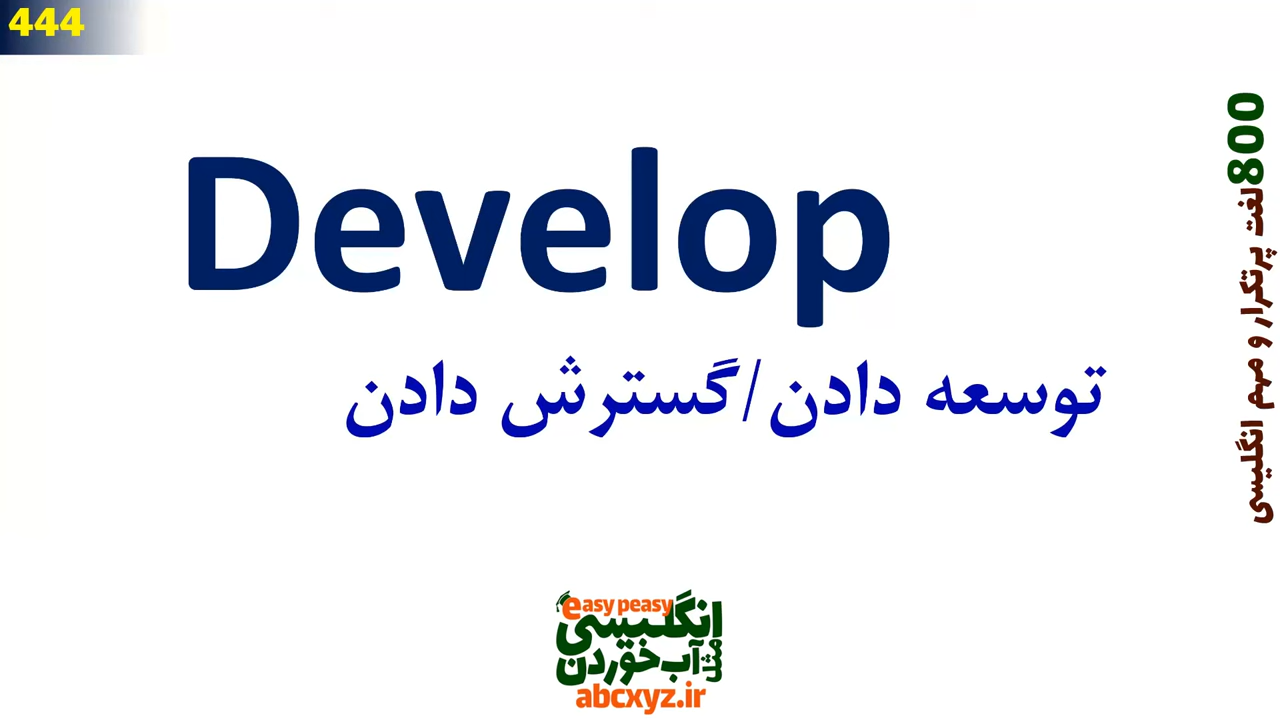 444
Develop
توسعه دادن/گسترش دادن
800 لغت پرتکرار و مهم انگلیسی
easy peasy
انگلیسی
مثل آب خوردن
abcxyz.ir